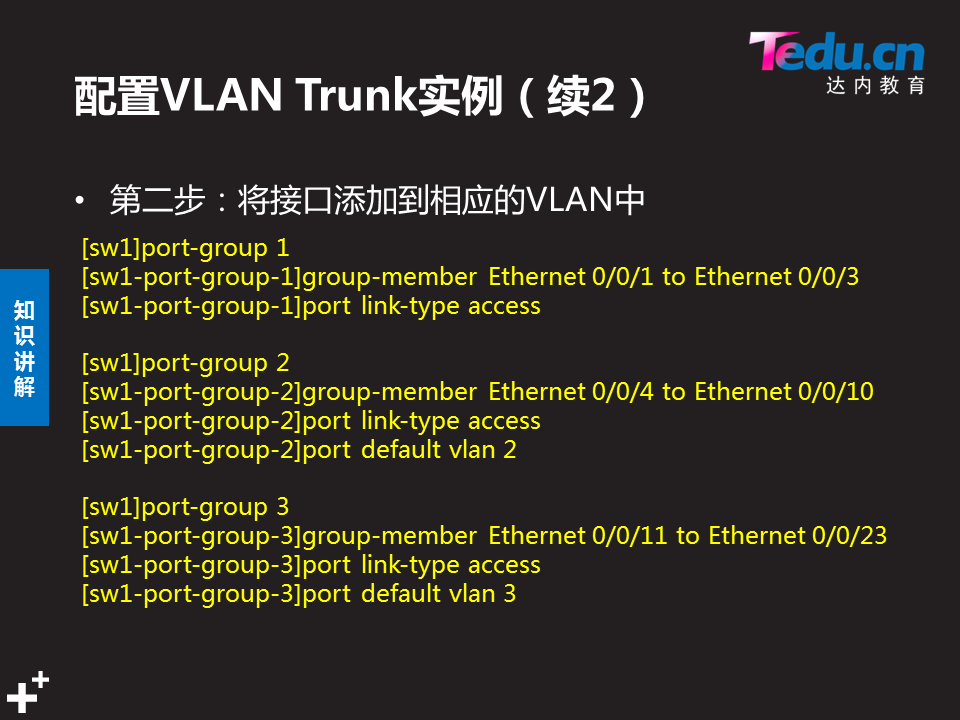 Tedu.cn
达内教育
配置VLAN Trunk实例（续2）
• 第二步：将接口添加到相应的VLAN中
[sw1]port-group 1
[sw1-port-group-1]group-member Ethernet 0/0/1 to Ethernet 0/0/3
[sw1-port-group-1]port link-type access
[sw1]port-group 2
[sw1-port-group-2]group-member Ethernet 0/0/4 to Ethernet 0/0/10
[sw1-port-group-2]port link-type access
[sw1-port-group-2]port default vlan 2
[sw1]port-group 3
[sw1-port-group-3]group-member Ethernet 0/0/11 to Ethernet 0/0/23
[sw1-port-group-3]port link-type access
[sw1-port-group-3]port default vlan 3
知识讲解